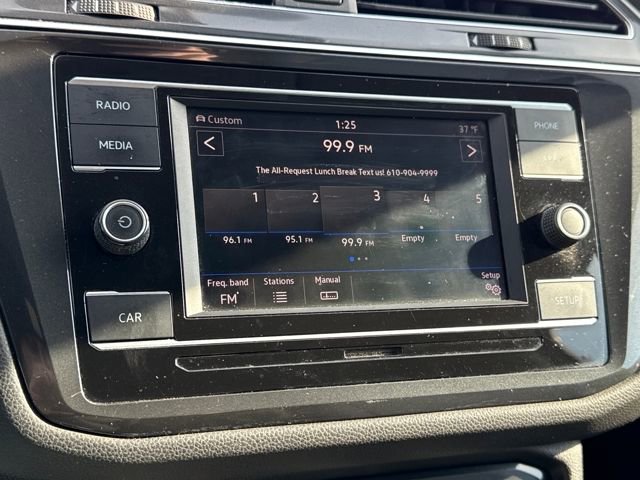 RADIO
MEDIA
CAR
Custom
1:25
37 °F
< 99.9 FM >
The All-Request Lunch Break Text us! 610-904-9999
1 2 3 4 5
96.1 FM 95.1 FM 99.9 FM Empty Empty
Freq. band Stations Manual Setup
FM
PHONE
SETUP